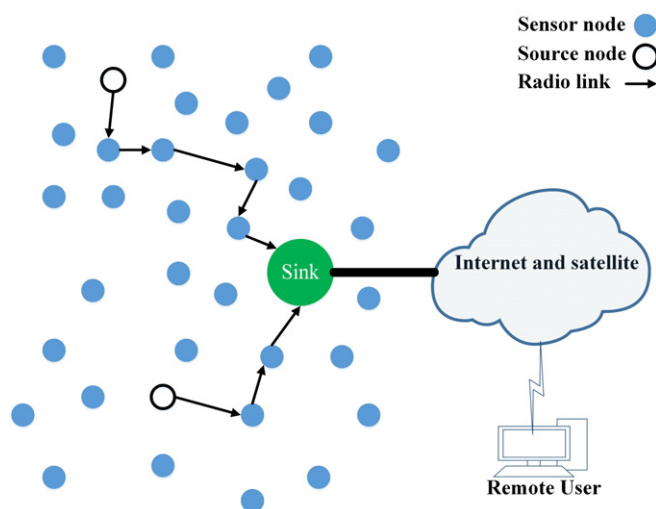 Sensor node
Source node
Radio link
Sink
Internet and satellite
Remote User